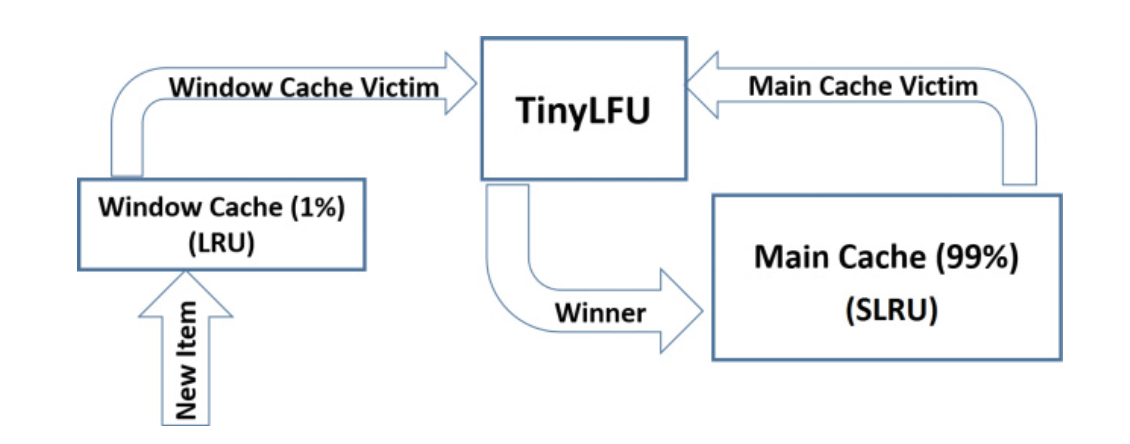 Window Cache Victim
TinyLFU
Main Cache Victim
Window Cache (1%)
(LRU)
Main Cache (99%)
(SLRU)
Winner
New Item